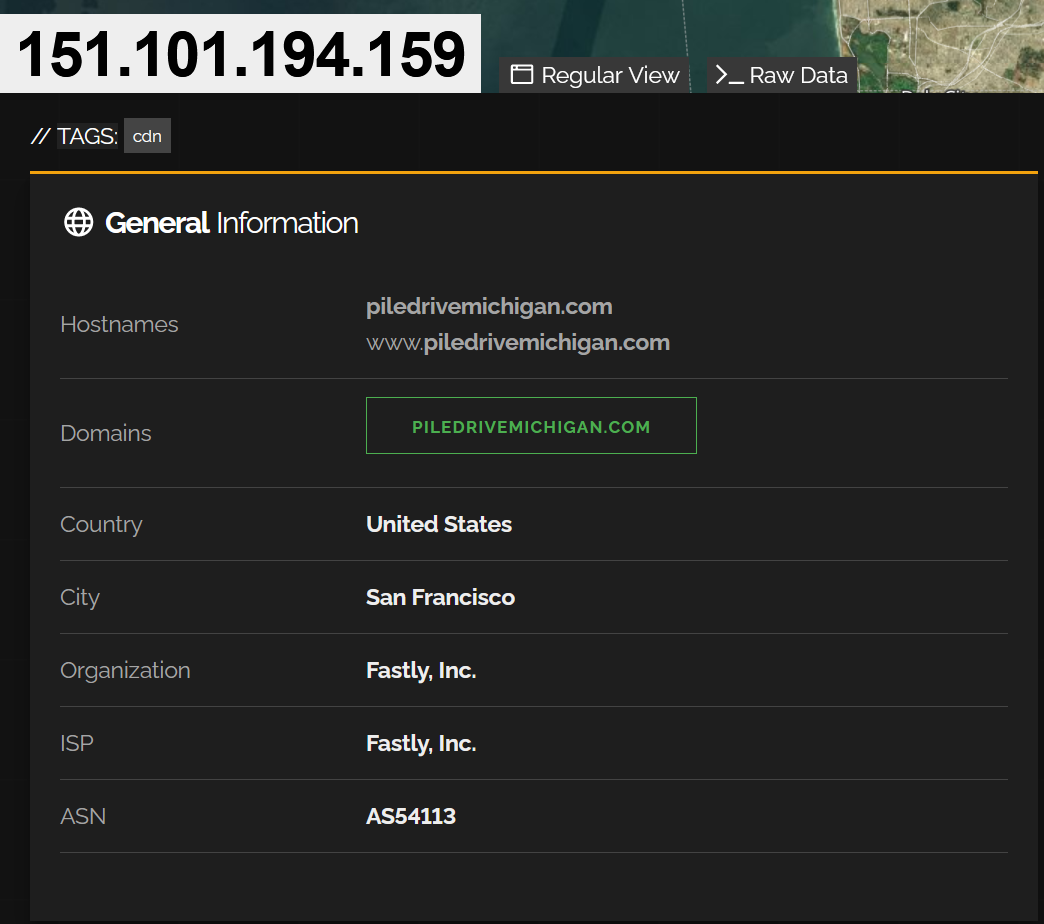 151.101.194.159
Regular View
>_ Raw Data
// TAGS: cdn
General Information
Hostnames
piledrivemichigan.com
www.piledrivemichigan.com
Domains
PILEDRIVEMICHIGAN.COM
Country
United States
City
San Francisco
Organization
Fastly, Inc.
ISP
Fastly, Inc.
ASN
AS54113